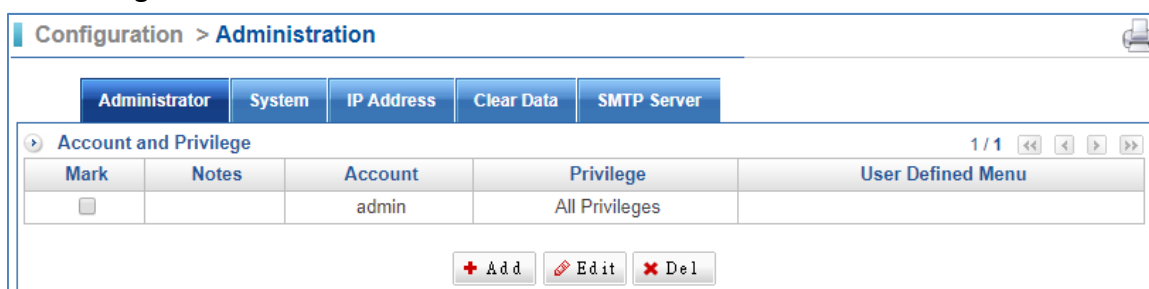 Configuration > Administration
Administrator System IP Address Clear Data SMTP Server
Account and Privilege 1 / 1
Mark Notes Account Privilege User Defined Menu
admin All Privileges
Add Edit Del